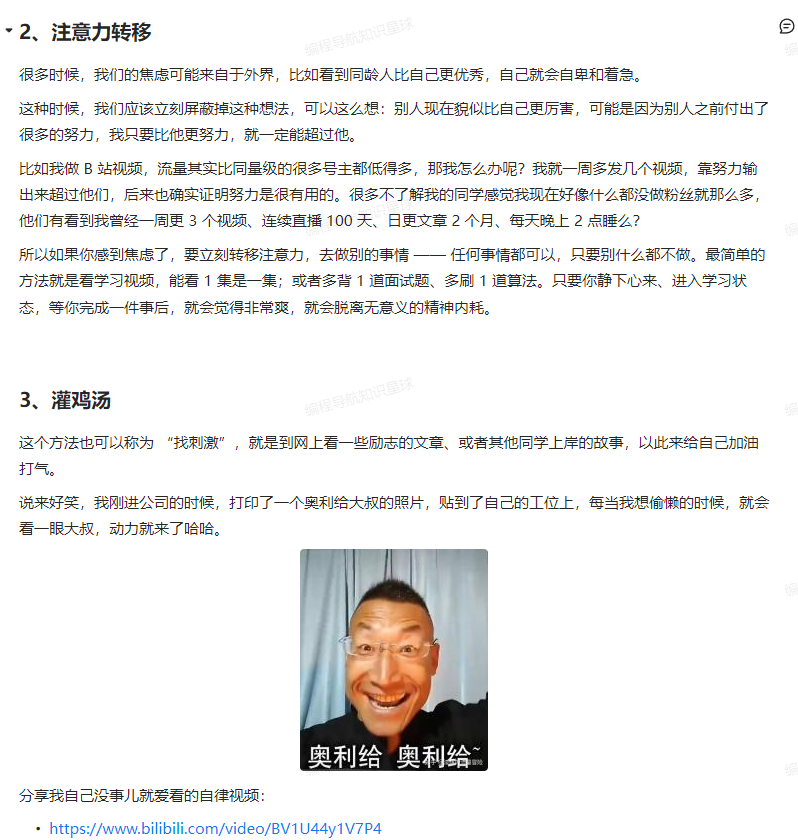 2、注意力转移
很多时候，我们的焦虑可能来自于外界，比如看到同龄人比自己更优秀，自己就会自卑和着急。
这种时候，我们应该立刻屏蔽掉这种想法，可以这么想：别人现在貌似比自己更厉害，可能是因为别人之前付出了
很多的努力，我只要比他更努力，就一定能超过他。
比如我做 B 站视频，流量其实比同量级的很多号主都低得多，那我怎么办呢？我就一周多发几个视频，靠努力输
出来超过他们，后来也确实证明努力是很有用的。很多不了解我的同学感觉我现在好像什么都没做粉丝就那么多，
他们有看到我曾经一周更 3 个视频、连续直播 100 天、日更文章 2 个月、每天晚上 2 点睡么？
所以如果你感到焦虑了，要立刻转移注意力，去做别的事情 —— 任何事情都可以，只要别什么都不做。最简单的
方法就是看学习视频，能看 1 集是一集；或者多背 1 道面试题、多刷 1 道算法。只要你静下心来、进入学习状
态，等你完成一件事后，就会觉得非常爽，就会脱离无意义的精神内耗。
编程导航知识星球
3、灌鸡汤
编程导航知识星球
这个方法也可以称为 “找刺激”，就是到网上看一些励志的文章、或者其他同学上岸的故事，以此来给自己加油
打气。
说来好笑，我刚进公司的时候，打印了一个奥利给大叔的照片，贴到了自己的工位上，每当我想偷懒的时候，就会
看一眼大叔，动力就来了哈哈。
奥利给 奥利给~
分享我自己没事儿就爱看的自律视频：
• https://www.bilibili.com/video/BV1U44y1V7P4